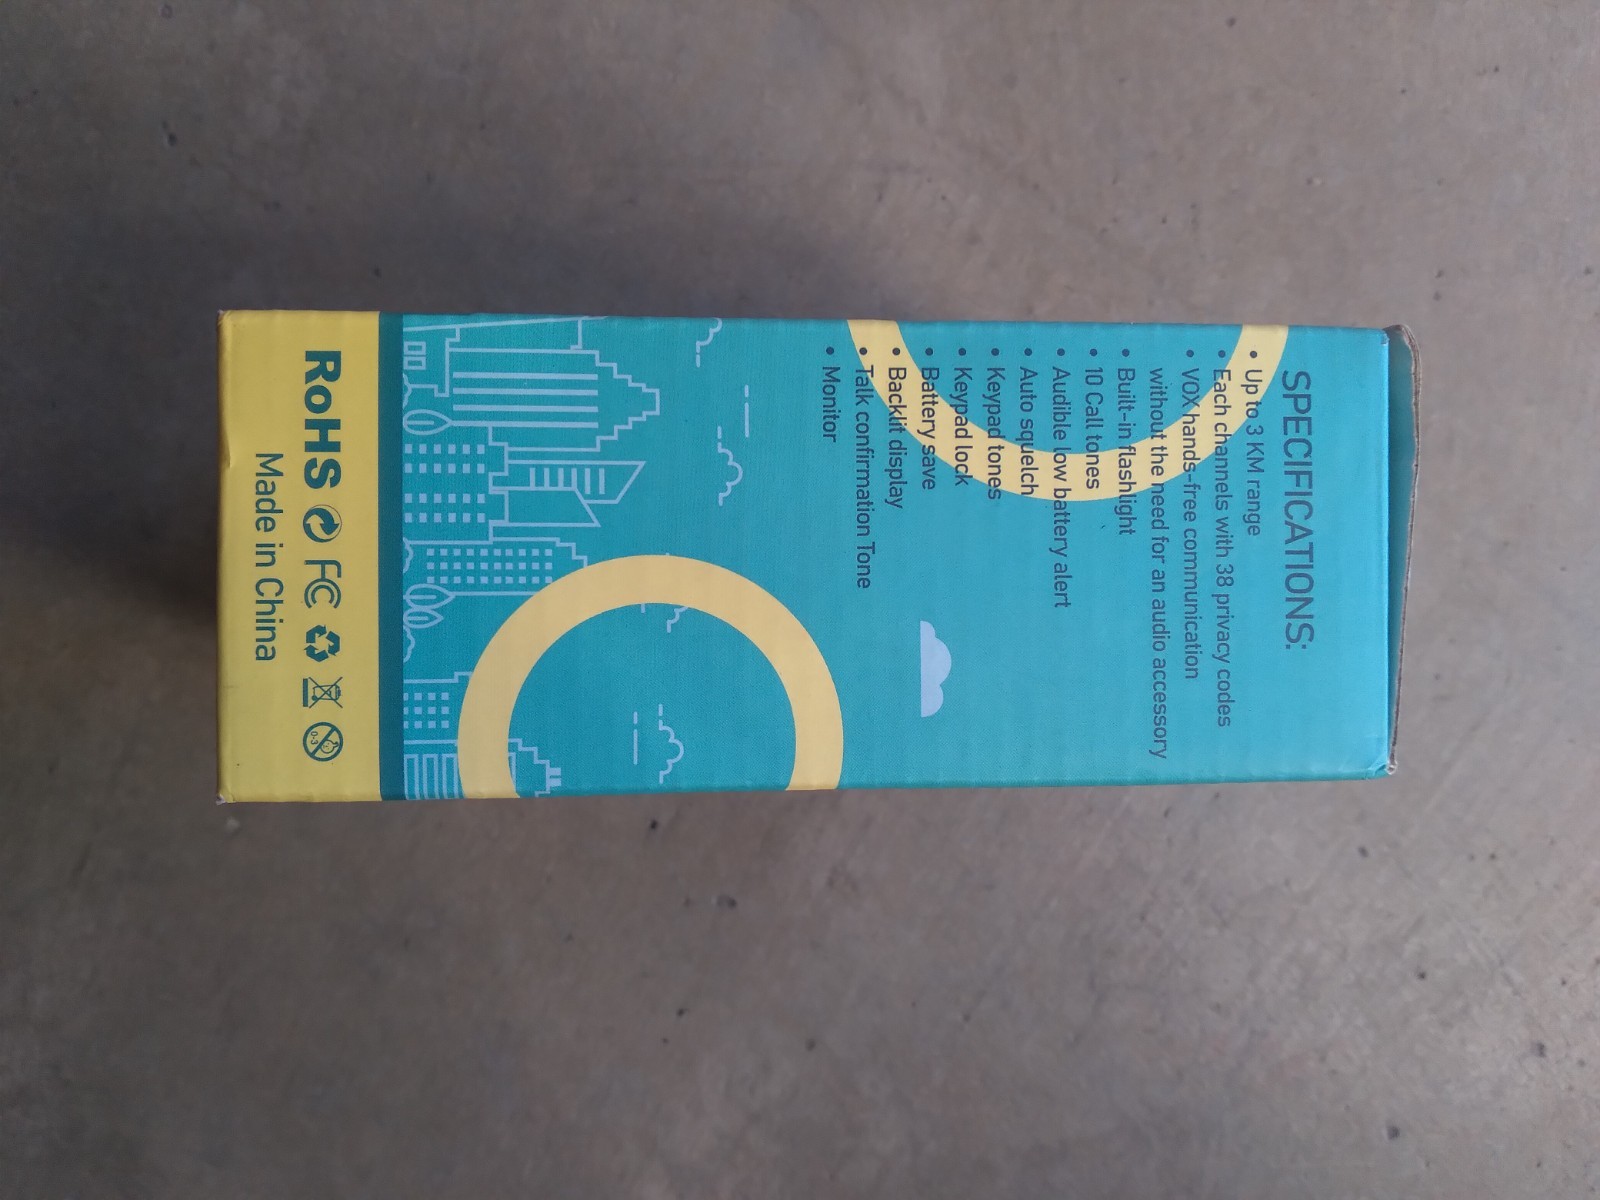 SPECIFICATIONS:
• Up to 3 KM range
• Each channels with 38 privacy codes
• VOX hands-free communication
without the need for an audio accessory
• Built-in flashlight
• 10 Call tones
• Audible low battery alert
• Auto squelch
• Keypad tones
• Keypad lock
• Battery save
• Backlit display
• Talk confirmation Tone
• Monitor
RoHS FC 0-3
Made in China